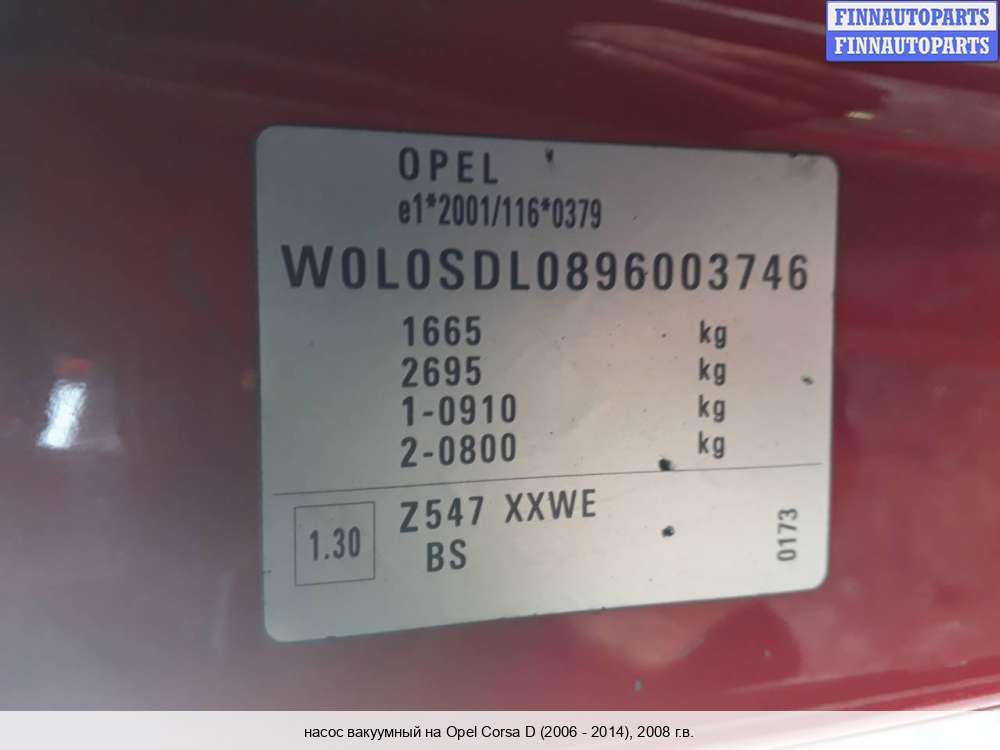 FINNAUTOPARTS
FINNAUTOPARTS
OPEL
e1*2001/116*0379
W0L0SDL0896003746
1665 kg
2695 kg
1-0910 kg
2-0800 kg
1.30
Z547 XXWE
BS
0173
насос вакуумный на Opel Corsa D (2006 - 2014), 2008 г.в.